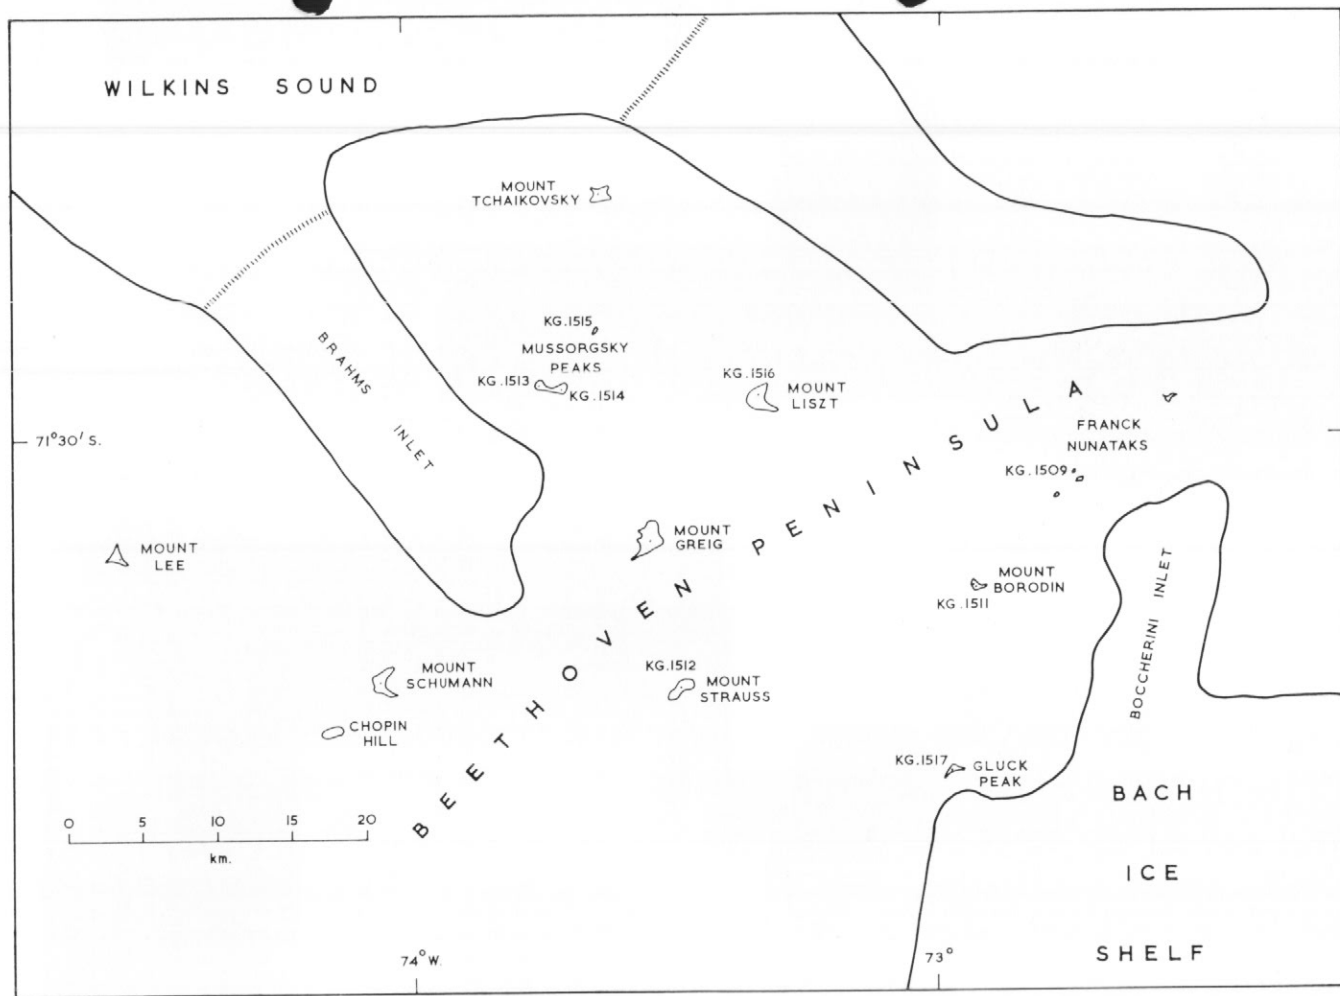 WILKINS SOUND
MOUNT
TCHAIKOVSKY
KG.1515
MUSSORGSKY
PEAKS
KG.1513
KG.1514
KG.1516
MOUNT
LISZT
BRAHMS
INLET
71°30' S.
FRANCK
NUNATAKS
KG.1509
MOUNT
LEE
MOUNT
GREIG
BEETHOVEN PENINSULA
MOUNT
BORODIN
KG.1511
BOCCHERINI INLET
MOUNT
SCHUMANN
KG.1512
MOUNT
STRAUSS
CHOPIN
HILL
KG.1517
GLUCK
PEAK
BACH
ICE
SHELF
0 5 10 15 20
km.
74°W.
73°